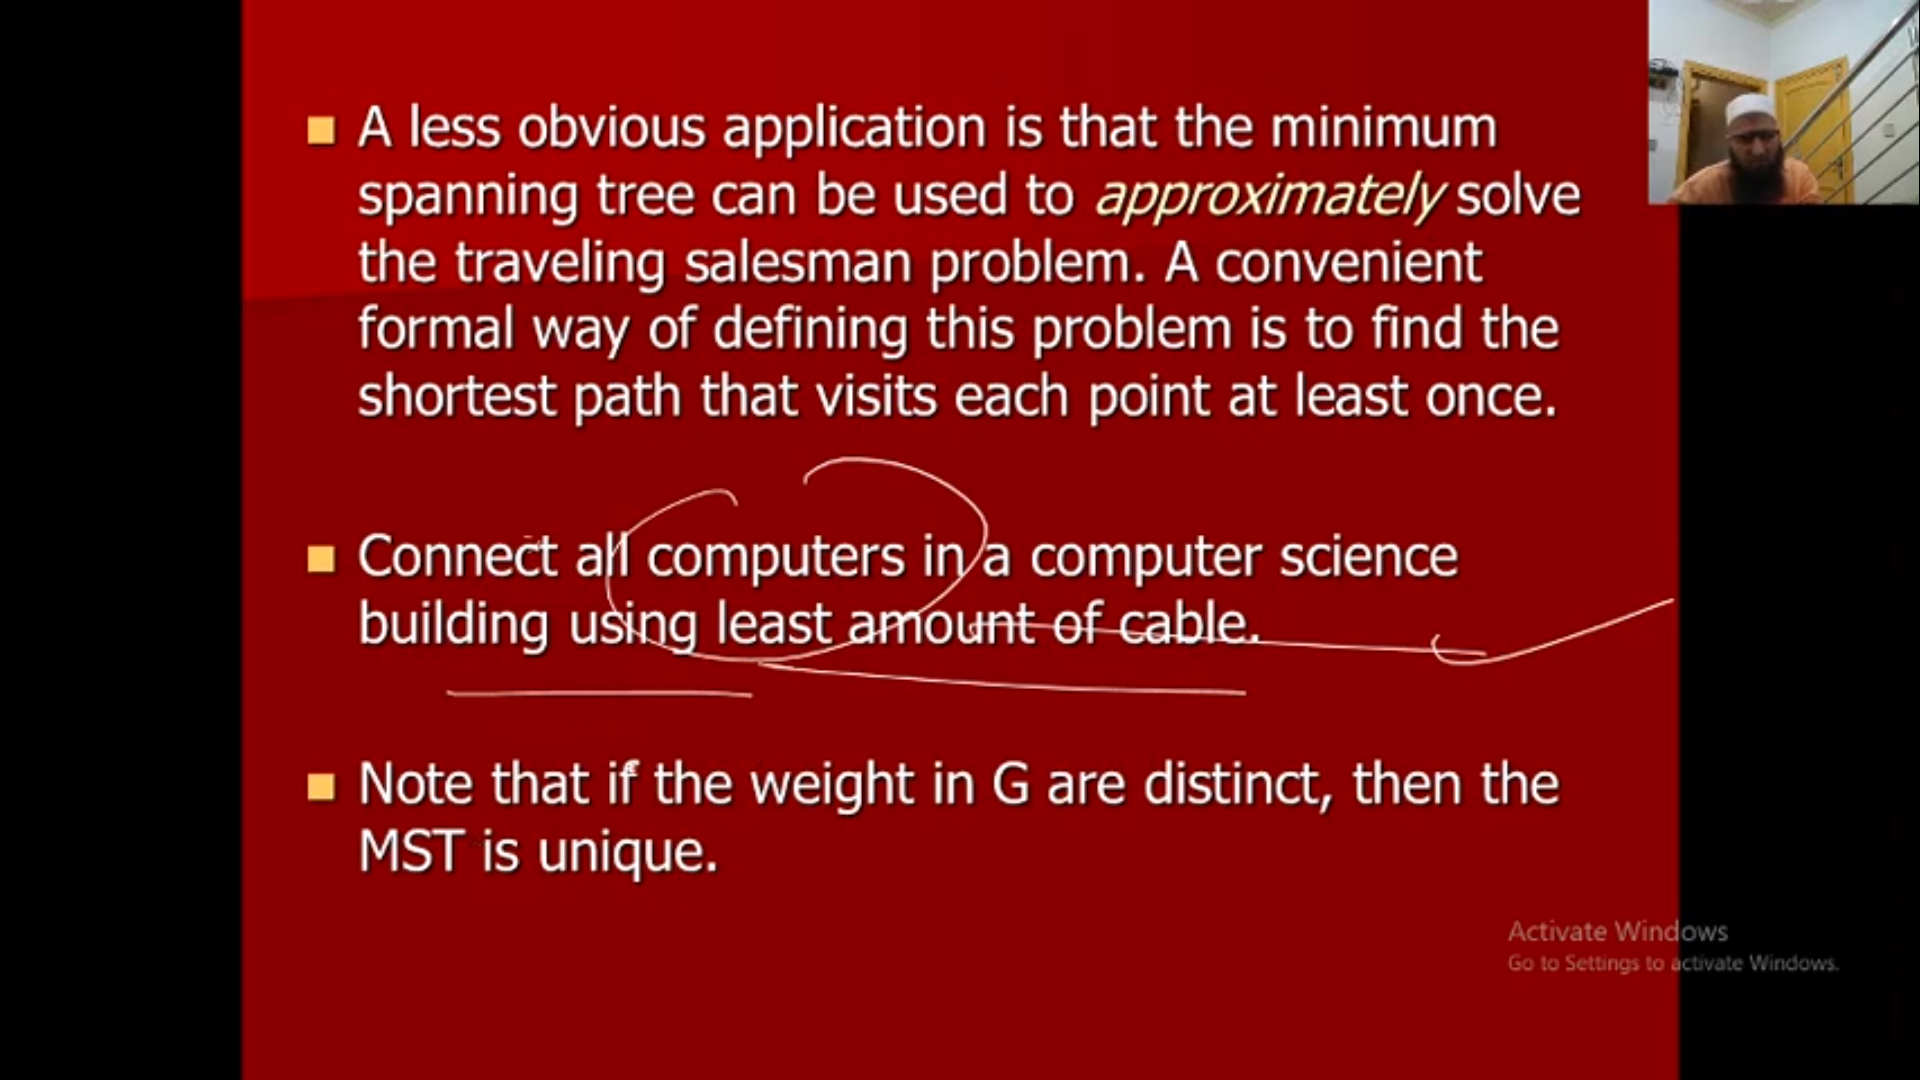 A less obvious application is that the minimum
spanning tree can be used to approximately solve
the traveling salesman problem. A convenient
formal way of defining this problem is to find the
shortest path that visits each point at least once.
Connect all computers in a computer science
building using least amount of cable.
Note that if the weight in G are distinct, then the
MST is unique.
Activate Windows
Go to Settings to activate Windows.